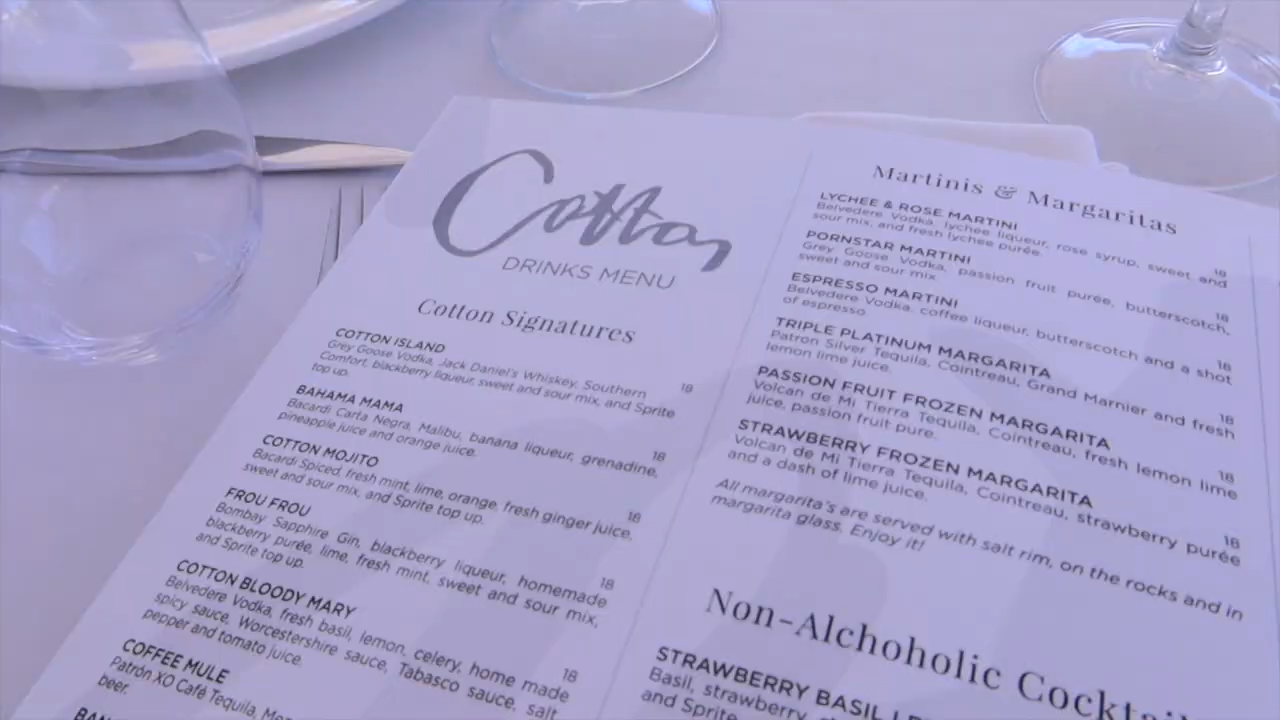 Cotton
DRINKS MENU
Cotton Signatures
COTTON ISLAND 18
Grey Goose Vodka, Jack Daniel's Whiskey, Southern
Comfort, blackberry liqueur, sweet and sour mix, and Sprite
top up.
BAHAMA MAMA 18
Bacardi Carta Negra, Malibu, banana liqueur, grenadine,
pineapple juice and orange juice.
COTTON MOJITO 18
Bacardi Spiced, fresh mint, lime, orange, fresh ginger juice,
sweet and sour mix, and Sprite top up.
FROU FROU 18
Bombay Sapphire Gin, blackberry liqueur, homemade
blackberry purée, lime, fresh mint, sweet and sour mix,
and Sprite top up.
COTTON BLOODY MARY 18
Belvedere Vodka, fresh basil, lemon, celery, home made
spicy sauce, Worcestershire sauce, Tabasco sauce, salt
pepper and tomato juice.
COFFEE MULE
Patrón XO Café Tequila,
beer.
Martinis & Margaritas
LYCHEE & ROSE MARTINI 18
Belvedere Vodka, lychee liqueur, rose syrup, sweet and
sour mix, and fresh lychee purée.
PORNSTAR MARTINI 18
Grey Goose Vodka, passion fruit purée, butterscotch,
sweet and sour mix
ESPRESSO MARTINI 18
Belvedere Vodka, coffee liqueur, butterscotch and a shot
of espresso.
TRIPLE PLATINUM MARGARITA 18
Patron Silver Tequila, Cointreau, Grand Marnier and fresh
lemon lime juice.
PASSION FRUIT FROZEN MARGARITA 18
Volcan de Mi Tierra Tequila, Cointreau, fresh lemon lime
juice, passion fruit pure.
STRAWBERRY FROZEN MARGARITA 18
Volcan de Mi Tierra Tequila, Cointreau, strawberry purée
and a dash of lime juice.
All margarita's are served with salt rim, on the rocks and in
margarita glass. Enjoy it!
Non-Alchoholic
STRAWBERRY BASIL
Basil, strawberry,
and Sprite